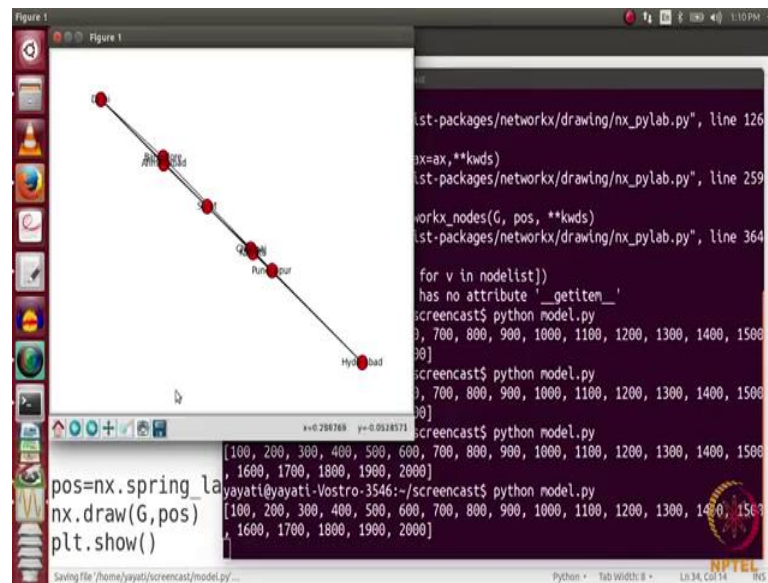 Figure 1
1:10 PM
Figure 1
Hyde bad
x=0.289769 y=-0.0528571
ist-packages/networkx/drawing/nx_pylab.py", line 126
ax=ax,**kwds)
ist-packages/networkx/drawing/nx_pylab.py", line 259
workx_nodes(G, pos, **kwds)
ist-packages/networkx/drawing/nx_pylab.py", line 364
for v in nodelist])
has no attribute '__getitem__'
screencast$ python model.py
0, 700, 800, 900, 1000, 1100, 1200, 1300, 1400, 1500
00]
screencast$ python model.py
0, 700, 800, 900, 1000, 1100, 1200, 1300, 1400, 1500
00]
screencast$ python model.py
[100, 200, 300, 400, 500, 600, 700, 800, 900, 1000, 1100, 1200, 1300, 1400, 1500
, 1600, 1700, 1800, 1900, 2000]
yayati@yayati-Vostro-3546:~/screencast$ python model.py
[100, 200, 300, 400, 500, 600, 700, 800, 900, 1000, 1100, 1200, 1300, 1400, 1500
, 1600, 1700, 1800, 1900, 2000]
pos=nx.spring_la
nx.draw(G,pos)
plt.show()
NPTEL
Saving file '/home/yayati/screencast/model.py'...
Python
Tab Width: 8
Ln 34, Col 14
INS